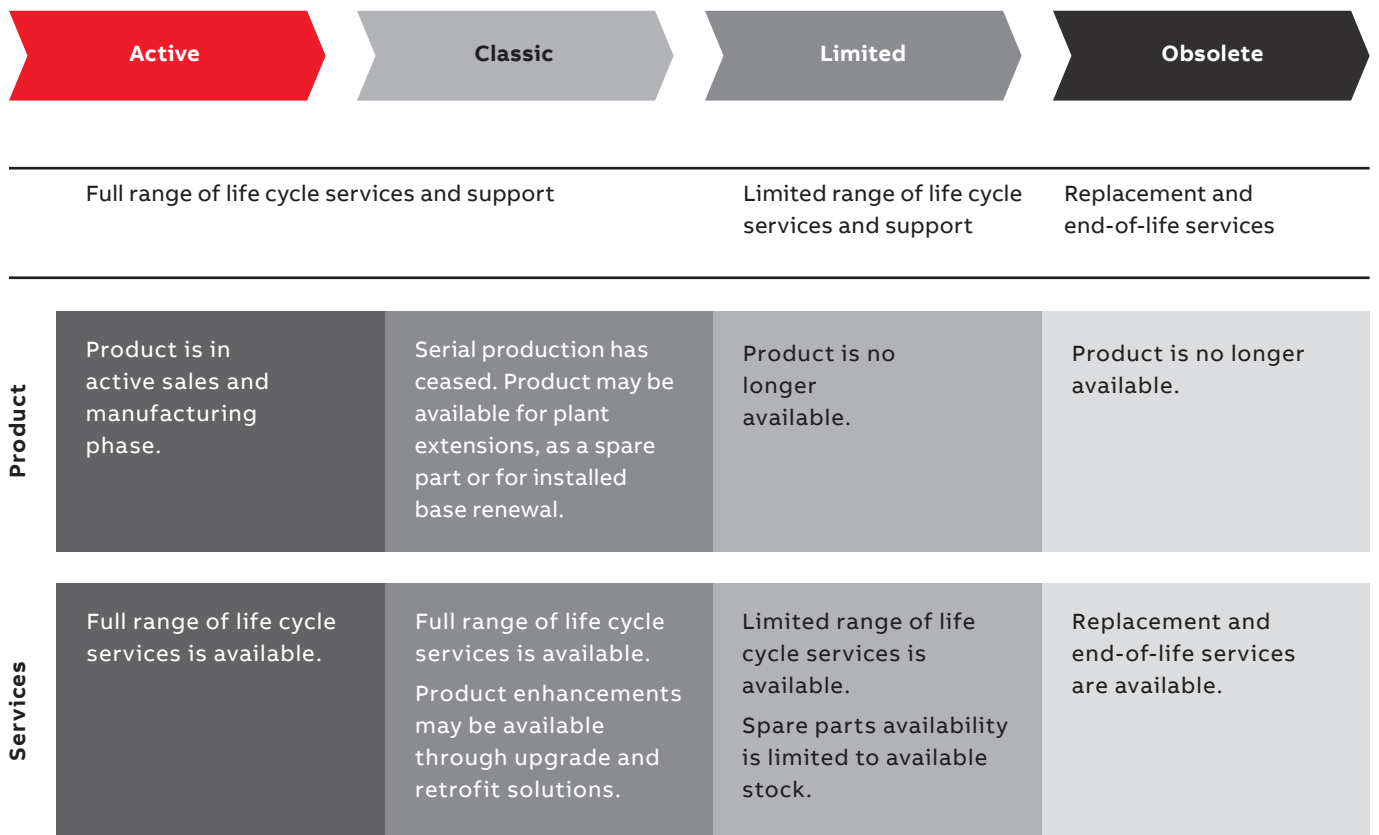 Active
Classic
Limited
Obsolete
Full range of life cycle services and support
Limited range of life cycle
services and support
Replacement and
end-of-life services
Product
Product is in
active sales and
manufacturing
phase.
Serial production has
ceased. Product may be
available for plant
extensions, as a spare
part or for installed
base renewal.
Product is no
longer
available.
Product is no longer
available.
Services
Full range of life cycle
services is available.
Full range of life cycle
services is available.
Product enhancements
may be available
through upgrade and
retrofit solutions.
Limited range of life
cycle services is
available.
Spare parts availability
is limited to available
stock.
Replacement and
end-of-life services
are available.